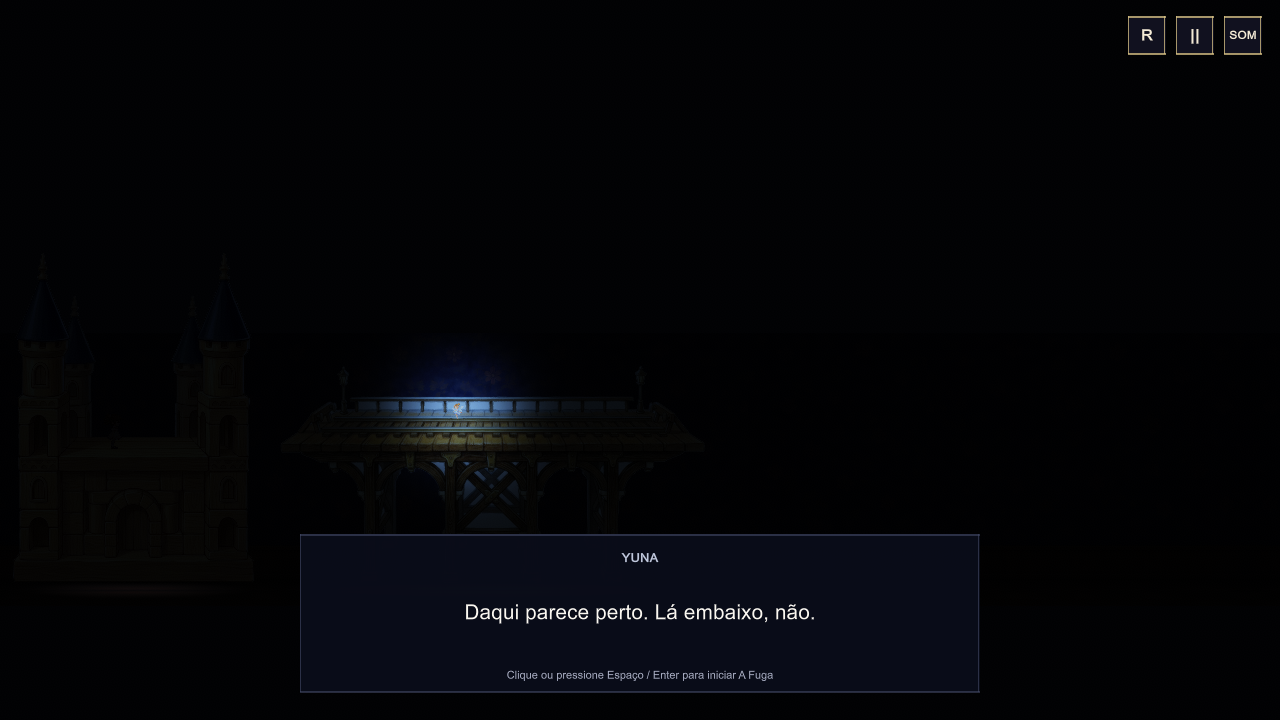 R
||
SOM
YUNA
Daqui parece perto. Lá embaixo, não.
Clique ou pressione Espaço / Enter para iniciar A Fuga